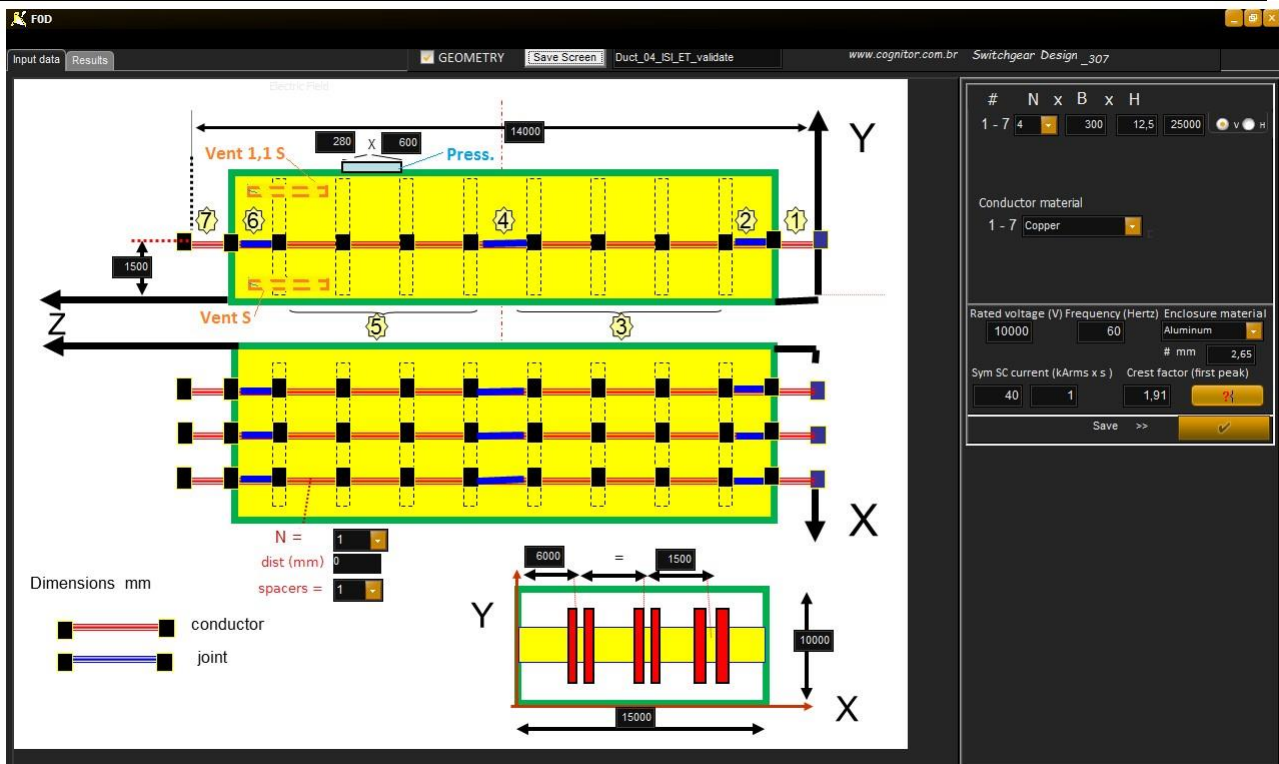 FOD
Input data Results
GEOMETRY Save Screen Duct_04_ISI_ET_validate www.cognitor.com.br Switchgear Design _307
Electric Field
14000
280 X 600
Y
Vent 1,1 S
Press.
7 6 4 2 1
1500
Vent S
Z
5 3
X
N = 1
dist (mm) 0
spacers = 1
Dimensions mm
conductor
joint
6000 = 1500
Y
10000
15000
X
# N x B x H
1 - 7 4 300 12,5 25000 V H
Conductor material
1 - 7 Copper
Rated voltage (V) Frequency (Hertz) Enclosure material
10000 60 Aluminum
# mm 2,65
Sym SC current (kArms x s ) Crest factor (first peak)
40 1 1,91
Save >>